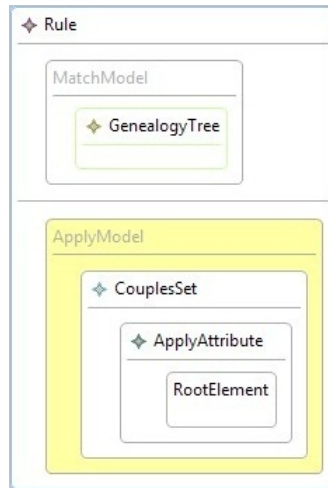 Rule
MatchModel
GenealogyTree
ApplyModel
CouplesSet
ApplyAttribute
RootElement